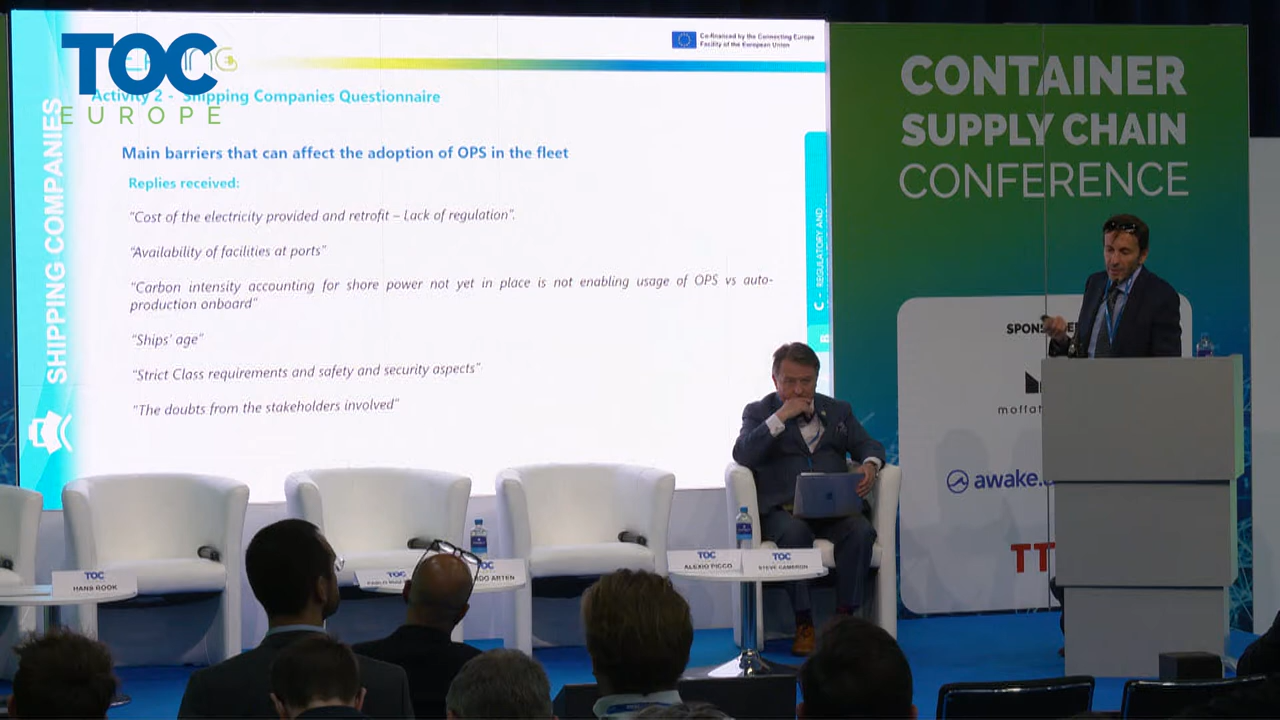 TOC
EUROPE
Co-financed by the Connecting Europe
Facility of the European Union
Activity 2 - Shipping Companies Questionnaire
SHIPPING COMPANIES
Main barriers that can affect the adoption of OPS in the fleet
Replies received:
"Cost of the electricity provided and retrofit – Lack of regulation".
"Availability of facilities at ports"
"Carbon intensity accounting for shore power not yet in place is not enabling usage of OPS vs auto-
production onboard"
"Ships' age"
"Strict Class requirements and safety and security aspects"
"The doubts from the stakeholders involved"
C - REGULATORY AND
CONTAINER
SUPPLY CHAIN
CONFERENCE
awake.
TOC
HANS ROOK
TOC
TOC
ARTEN
TOC
ALEXIO PICCO
TOC
STEVE CAMERON